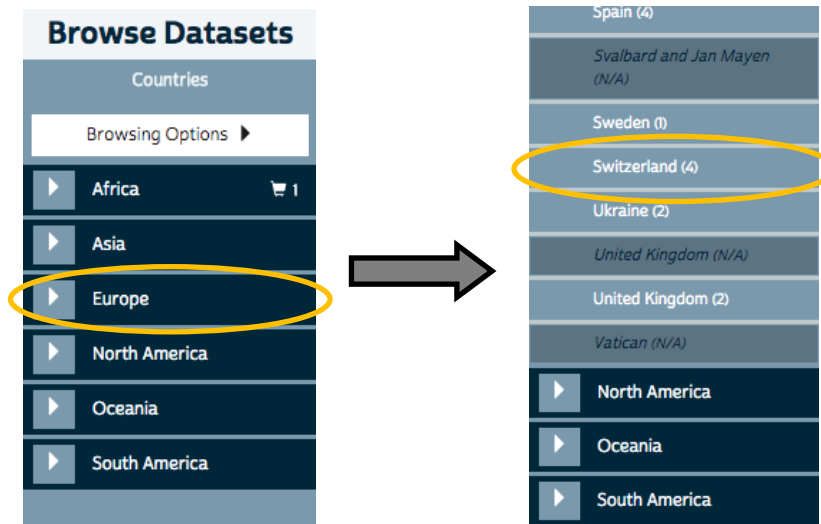 Browse Datasets
Countries
Browsing Options
Africa 1
Asia
Europe
North America
Oceania
South America
Spain (4)
Svalbard and Jan Mayen
(N/A)
Sweden (1)
Switzerland (4)
Ukraine (2)
United Kingdom (N/A)
United Kingdom (2)
Vatican (N/A)
North America
Oceania
South America